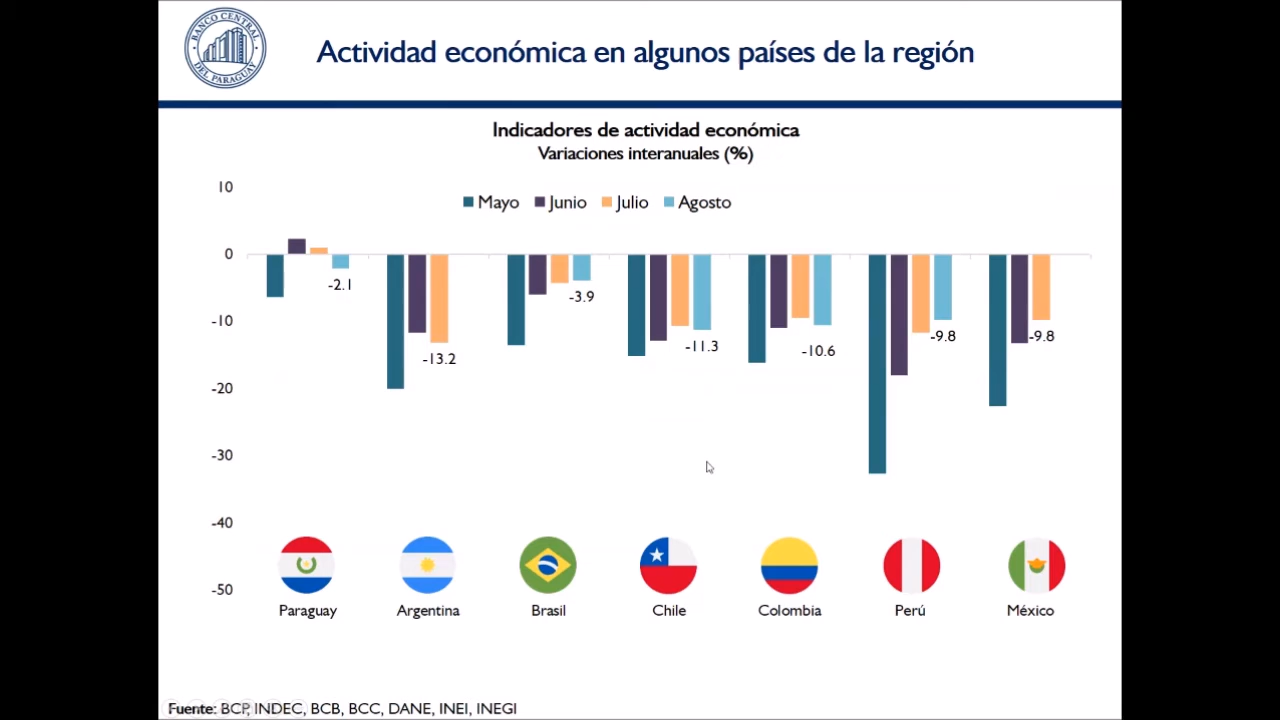 BANCO CENTRAL
DEL PARAGUAY
Actividad económica en algunos países de la región
Indicadores de actividad económica
Variaciones interanuales (%)
10
0
-10
-20
-30
-40
-50
Mayo Junio Julio Agosto
-2.1
-13.2
-3.9
-11.3
-10.6
-9.8
-9.8
Paraguay Argentina Brasil Chile Colombia Perú México
Fuente: BCP, INDEC, BCB, BCC, DANE, INEI, INEGI